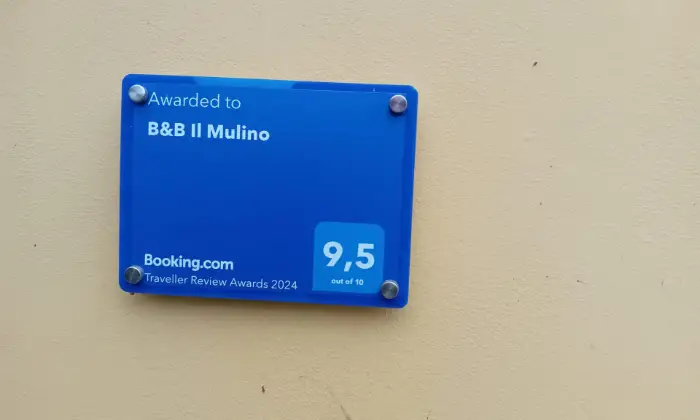 Awarded to
B&B Il Mulino
Booking.com
Traveller Review Awards 2024
9,5
out of 10